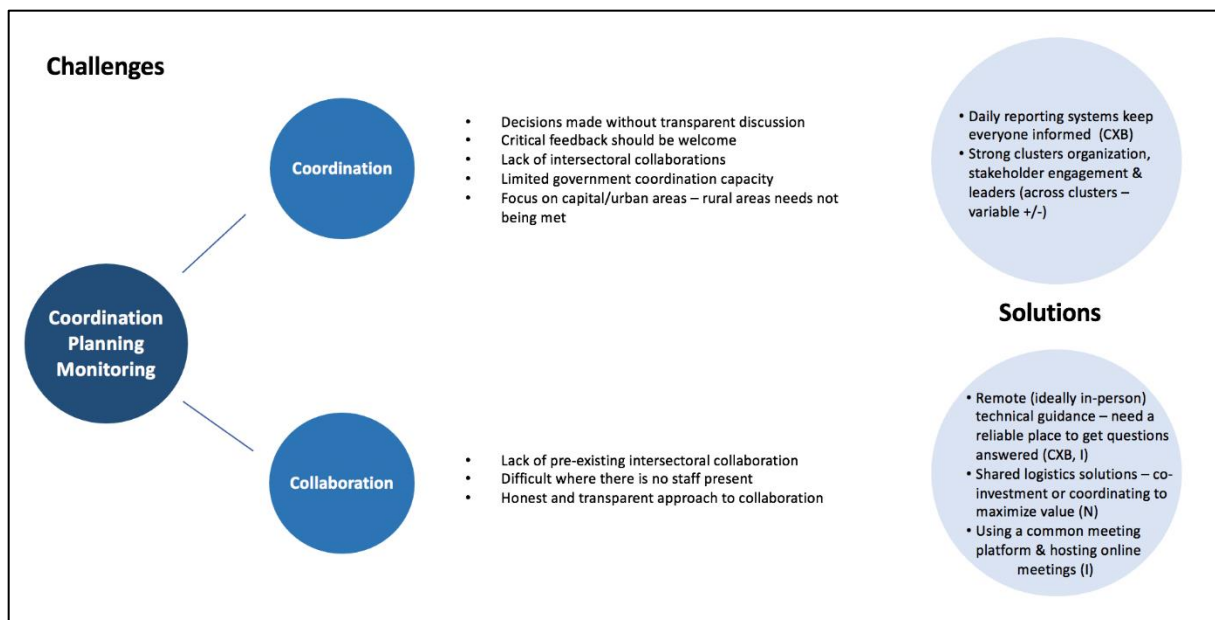 Challenges
Coordination
Planning
Monitoring
Coordination
• Decisions made without transparent discussion
• Critical feedback should be welcome
• Lack of intersectoral collaborations
• Limited government coordination capacity
• Focus on capital/urban areas – rural areas needs not
being met
• Daily reporting systems keep
everyone informed (CXB)
• Strong clusters organization,
stakeholder engagement &
leaders (across clusters –
variable +/-)
Solutions
Collaboration
• Lack of pre-existing intersectoral collaboration
• Difficult where there is no staff present
• Honest and transparent approach to collaboration
• Remote (ideally in-person)
technical guidance – need a
reliable place to get questions
answered (CXB, I)
• Shared logistics solutions – co-
investment or coordinating to
maximize value (N)
• Using a common meeting
platform & hosting online
meetings (I)